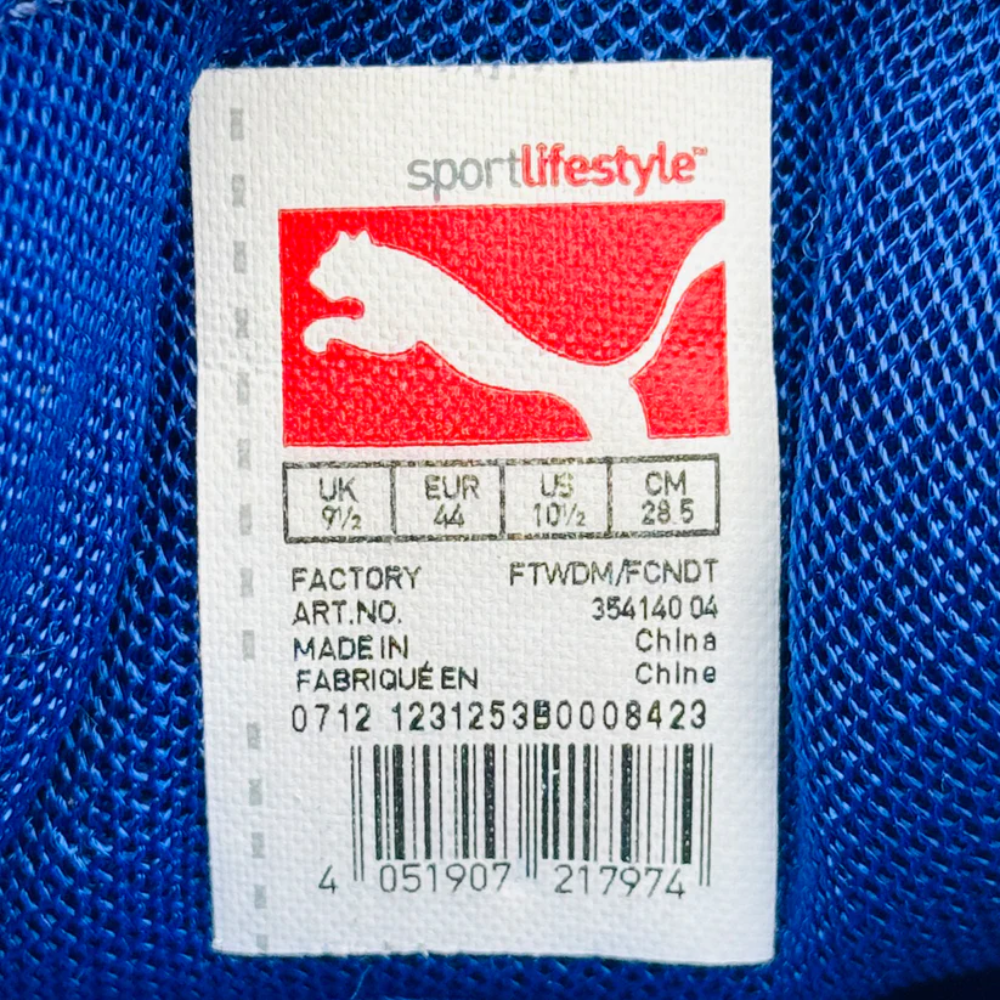 sportlifestyle™
UK EUR US CM
9½ 44 10½ 28.5
FACTORY FTWDM/FCNDT
ART.NO. 354140 04
MADE IN China
FABRIQUÉ EN Chine
0712 1231253B0008423
4 051907 217974